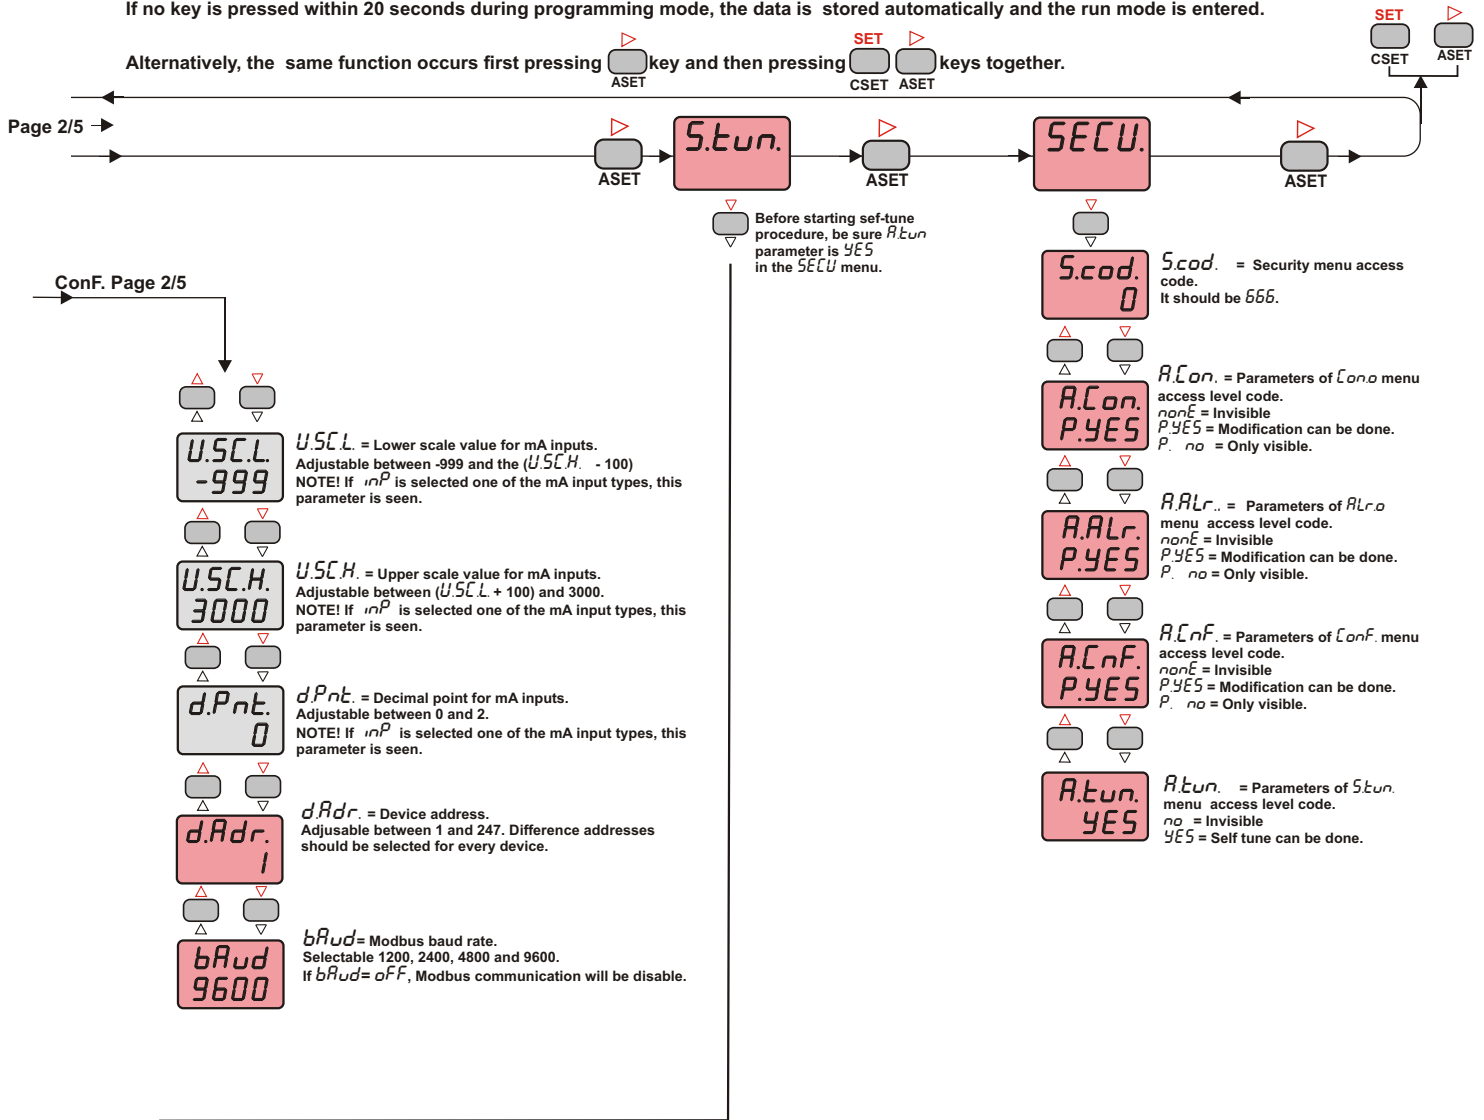 If no key is pressed within 20 seconds during programming mode, the data is stored automatically and the run mode is entered.
SET
CSET ASET
Alternatively, the same function occurs first pressing key and then pressing keys together.
SET
ASET CSET ASET
Page 2/5
S.tun.
SECU.
ASET ASET ASET
Before starting sef-tune
procedure, be sure A.tun
parameter is YES
in the SECU menu.
S.cod.
0
S.cod. = Security menu access
code.
It should be 666.
A.Con.
P.YES
A.Con. = Parameters of Con.o menu
access level code.
nonE = Invisible
P.YES = Modification can be done.
P. no = Only visible.
A.ALr.
P.YES
A.ALr.. = Parameters of ALr.o
menu access level code.
nonE = Invisible
P.YES = Modification can be done.
P. no = Only visible.
A.CnF.
P.YES
A.CnF. = Parameters of ConF. menu
access level code.
nonE = Invisible
P.YES = Modification can be done.
P. no = Only visible.
A.tun.
YES
A.tun. = Parameters of S.tun.
menu access level code.
no = Invisible
YES = Self tune can be done.
ConF. Page 2/5
U.SC.L.
-999
U.SC.L. = Lower scale value for mA inputs.
Adjustable between -999 and the (U.SC.H. - 100)
NOTE! If inP is selected one of the mA input types, this
parameter is seen.
U.SC.H.
3000
U.SC.H. = Upper scale value for mA inputs.
Adjustable between (U.SC.L. + 100) and 3000.
NOTE! If inP is selected one of the mA input types, this
parameter is seen.
d.Pnt.
0
d.Pnt. = Decimal point for mA inputs.
Adjustable between 0 and 2.
NOTE! If inP is selected one of the mA input types, this
parameter is seen.
d.Adr.
1
d.Adr. = Device address.
Adjusable between 1 and 247. Difference addresses
should be selected for every device.
bAud
9600
bAud= Modbus baud rate.
Selectable 1200, 2400, 4800 and 9600.
If bAud= oFF, Modbus communication will be disable.